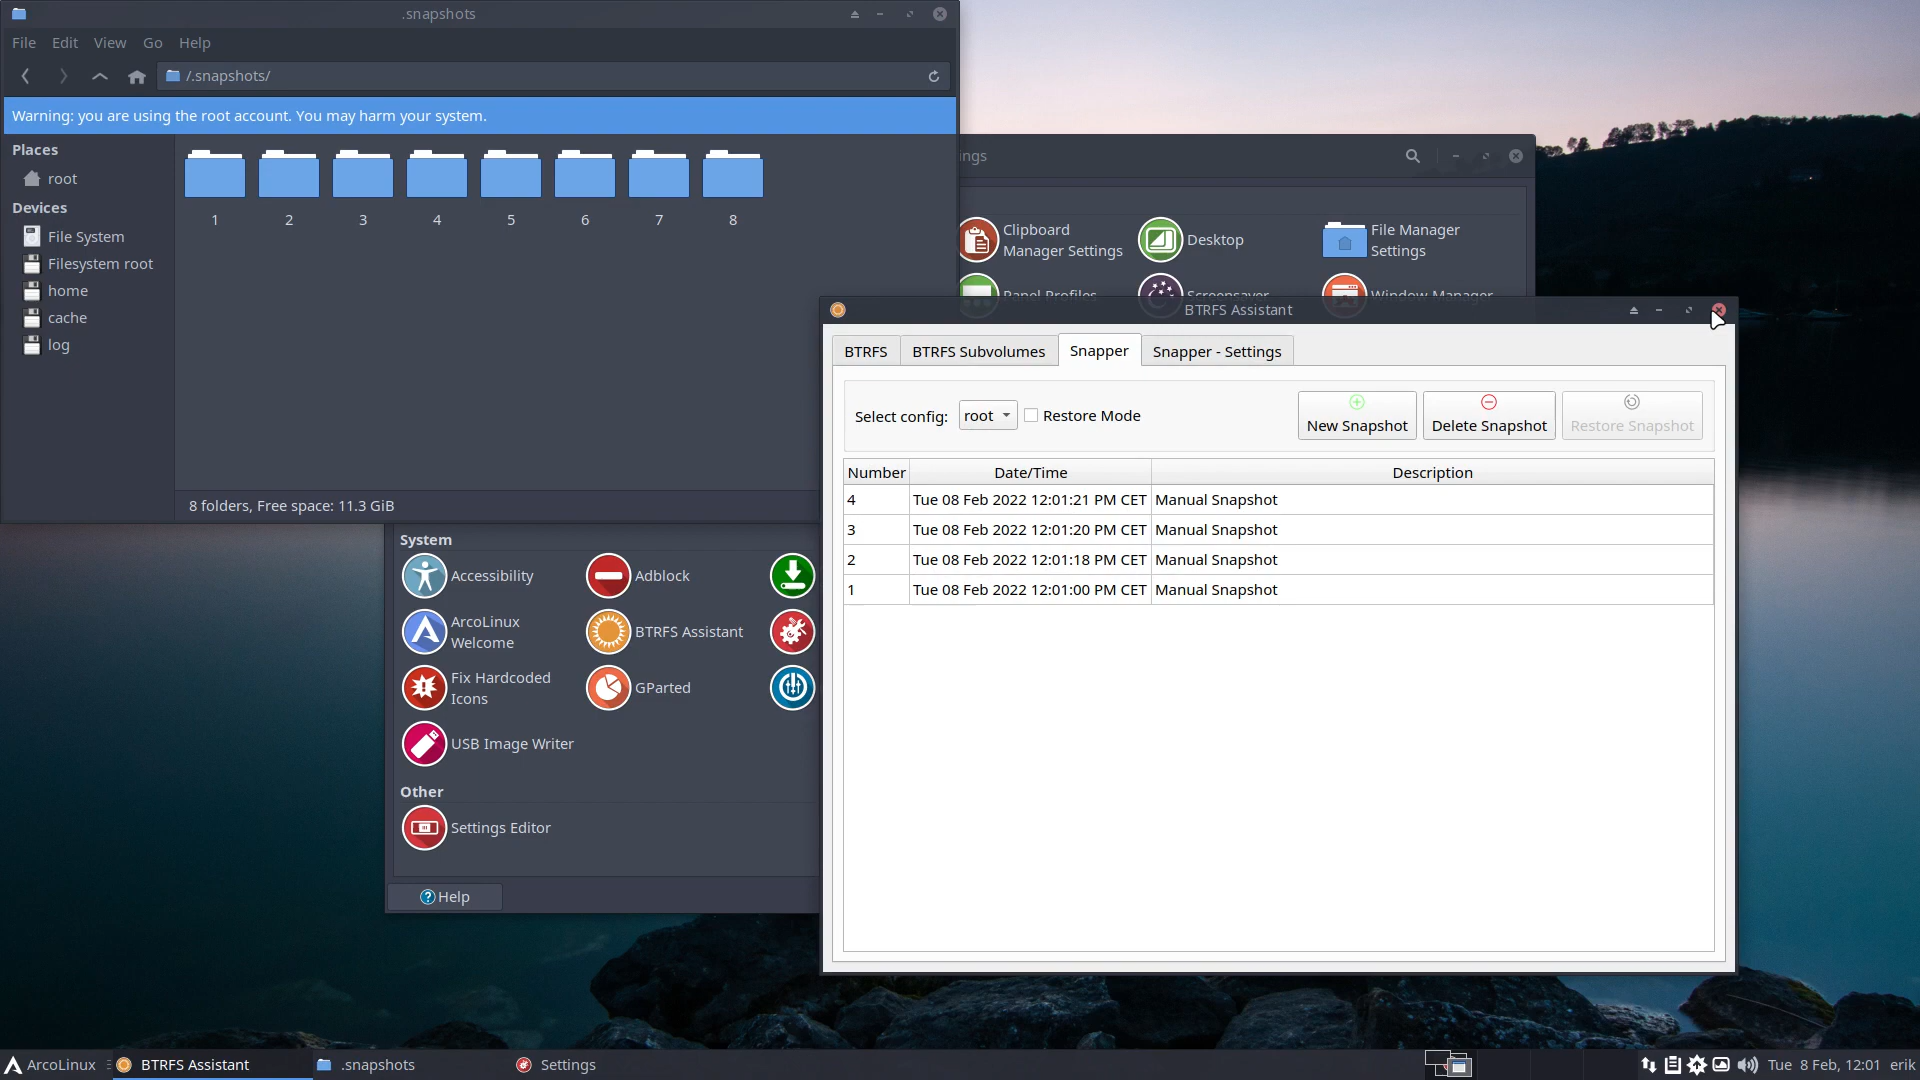 .snapshots
File Edit View Go Help
/.snapshots/
Warning: you are using the root account. You may harm your system.
Places
root
Devices
File System
Filesystem root
home
cache
log
1 2 3 4 5 6 7 8
8 folders, Free space: 11.3 GiB
ings
Clipboard
Manager Settings
Desktop
File Manager
Settings
Panel Profiles
Screensaver
Window Manager
System
Accessibility
Adblock
ArcoLinux
Welcome
BTRFS Assistant
Fix Hardcoded
Icons
GParted
USB Image Writer
Other
Settings Editor
Help
BTRFS Assistant
BTRFS BTRFS Subvolumes Snapper Snapper - Settings
Select config: root Restore Mode
New Snapshot Delete Snapshot Restore Snapshot
Number Date/Time Description
4 Tue 08 Feb 2022 12:01:21 PM CET Manual Snapshot
3 Tue 08 Feb 2022 12:01:20 PM CET Manual Snapshot
2 Tue 08 Feb 2022 12:01:18 PM CET Manual Snapshot
1 Tue 08 Feb 2022 12:01:00 PM CET Manual Snapshot
ArcoLinux BTRFS Assistant .snapshots Settings Tue 8 Feb, 12:01 erik